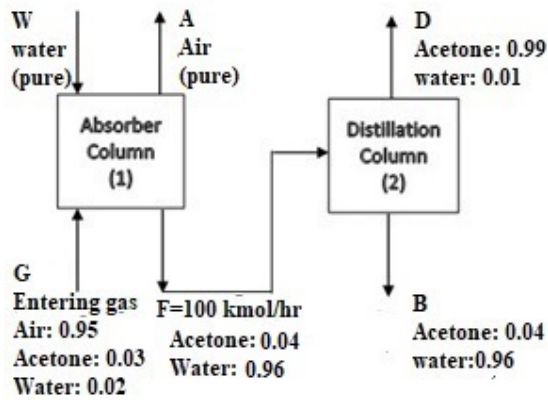 W
water
(pure)
A
Air
(pure)
D
Acetone: 0.99
water: 0.01
Absorber
Column
(1)
Distillation
Column
(2)
G
Entering gas
Air: 0.95
Acetone: 0.03
Water: 0.02
F=100 kmol/hr
Acetone: 0.04
Water: 0.96
B
Acetone: 0.04
water:0.96